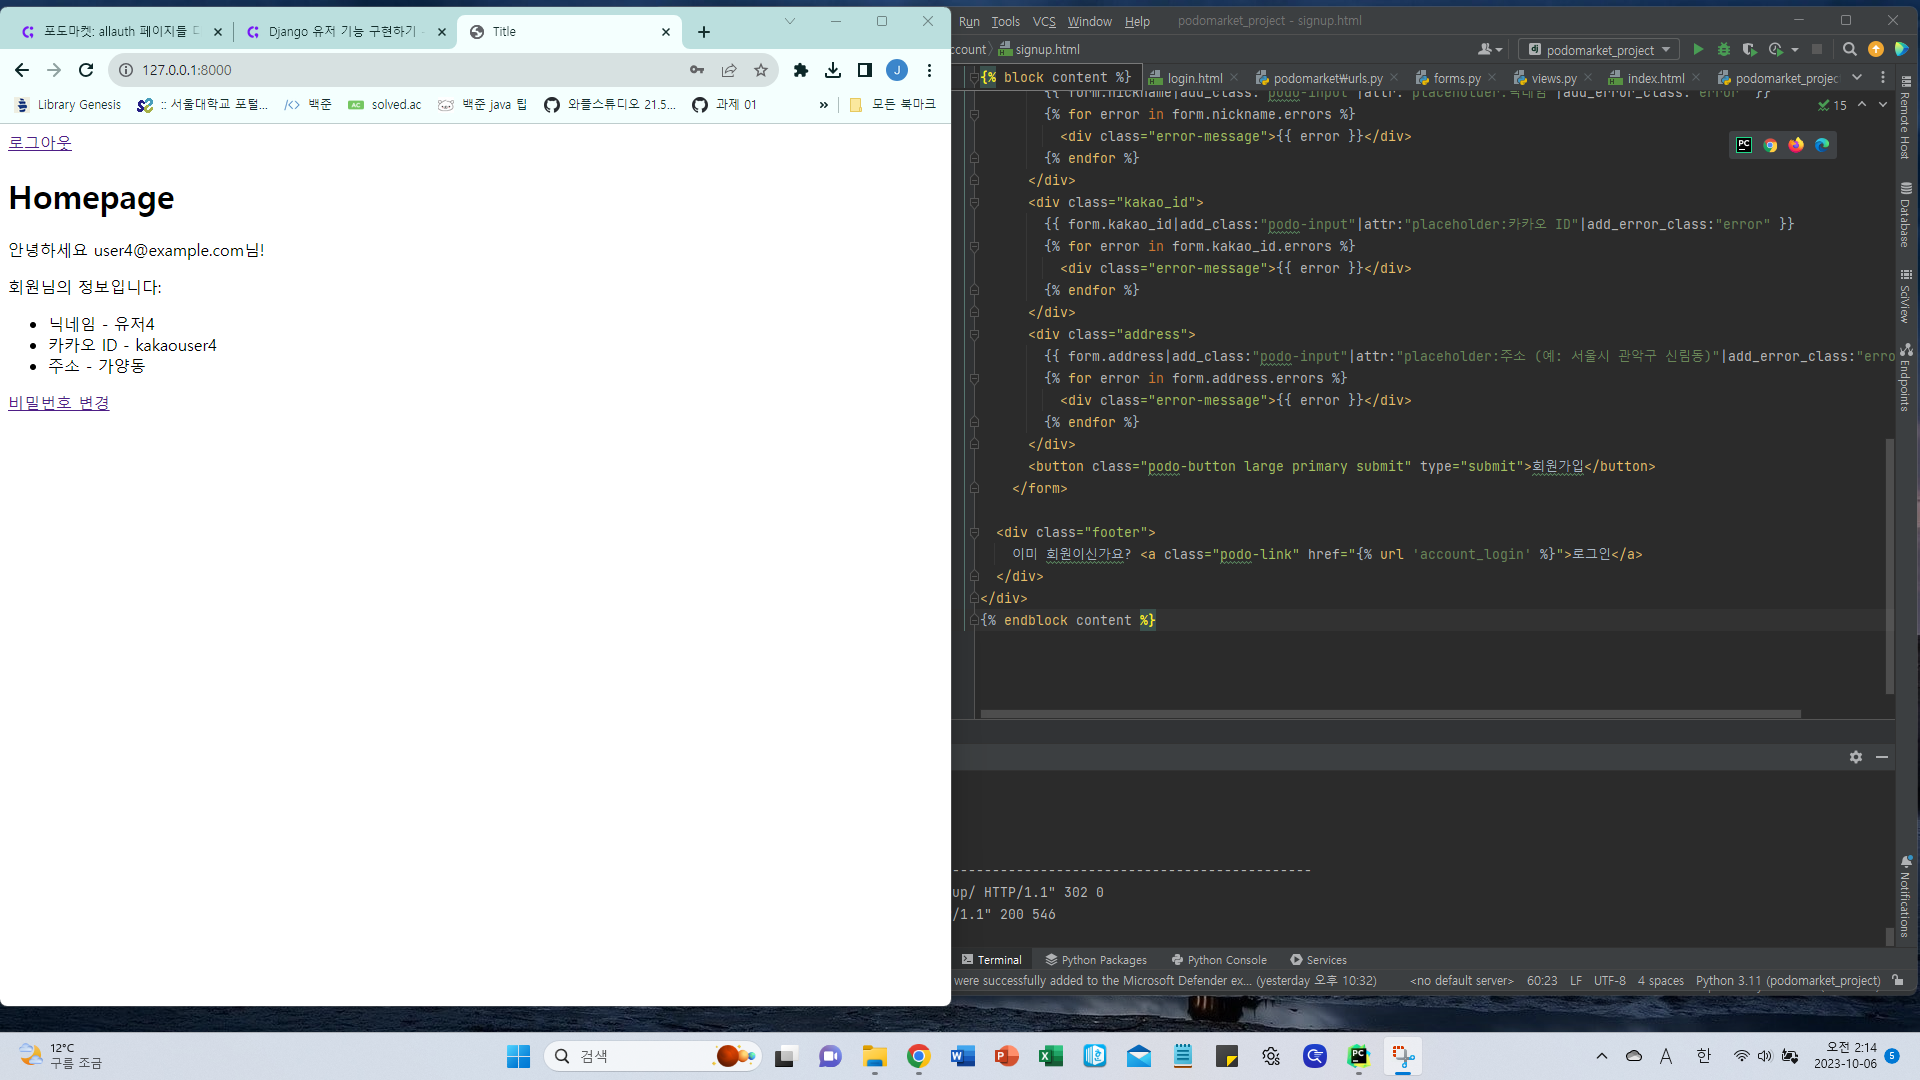 포도마켓: allauth 페이지들 ㄷ
Django 유저 기능 구현하기 -
Title
127.0.0.1:8000
Library Genesis
:: 서울대학교 포털...
백준
solved.ac
백준 java 팁
와플스튜디오 21.5...
과제 01
»
모든 북마크
로그아웃
Homepage
안녕하세요 user4@example.com님!
회원님의 정보입니다:
• 닉네임 - 유저4
• 카카오 ID - kakaouser4
• 주소 - 가양동
비밀번호 변경
Run Tools VCS Window Help podomarket_project - signup.html
ccount signup.html podomarket_project
{% block content %} login.html podomarket₩urls.py forms.py views.py index.html podomarket_projec
{{ form.nickname|add_class:"podo-input"|attr:"placeholder:닉네임"|add_error_class:"error" }}
15
{% for error in form.nickname.errors %}
<div class="error-message">{{ error }}</div>
{% endfor %}
</div>
<div class="kakao_id">
{{ form.kakao_id|add_class:"podo-input"|attr:"placeholder:카카오 ID"|add_error_class:"error" }}
{% for error in form.kakao_id.errors %}
<div class="error-message">{{ error }}</div>
{% endfor %}
</div>
<div class="address">
{{ form.address|add_class:"podo-input"|attr:"placeholder:주소 (예: 서울시 관악구 신림동)"|add_error_class:"erro
{% for error in form.address.errors %}
<div class="error-message">{{ error }}</div>
{% endfor %}
</div>
<button class="podo-button large primary submit" type="submit">회원가입</button>
</form>
<div class="footer">
이미 회원이신가요? <a class="podo-link" href="{% url 'account_login' %}">로그인</a>
</div>
</div>
{% endblock content %}
Remote Host
Database
SciView
Endpoints
Notifications
---------------------------------------------
up/ HTTP/1.1" 302 0
/1.1" 200 546
Terminal Python Packages Python Console Services
were successfully added to the Microsoft Defender ex... (yesterday 오후 10:32) <no default server> 60:23 LF UTF-8 4 spaces Python 3.11 (podomarket_project)
12°C
구름 조금
검색
A 한
오전 2:14
2023-10-06
5